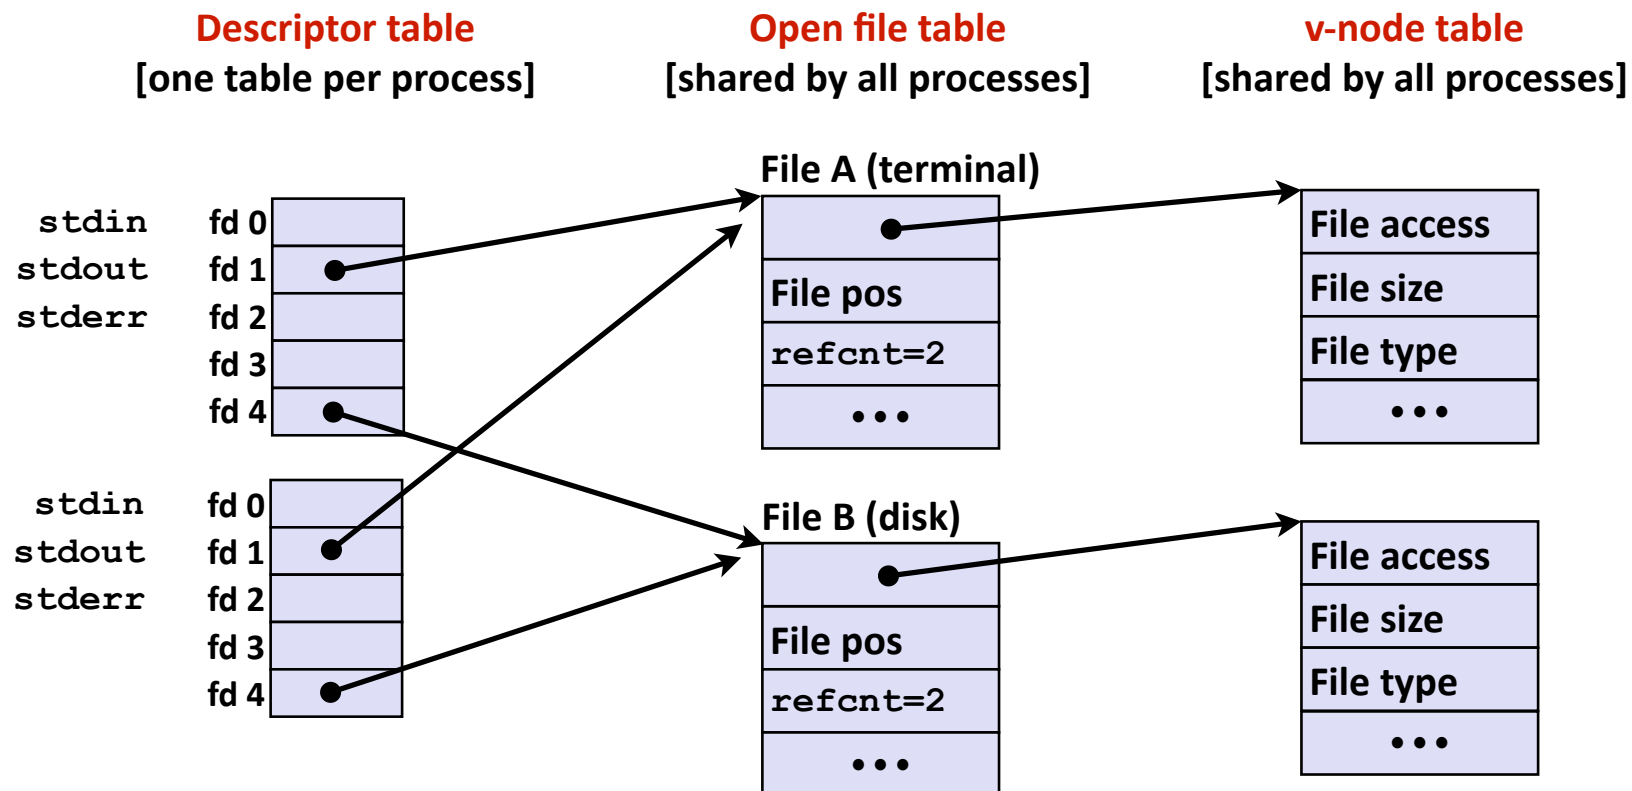 Descriptor table
[one table per process]
Open file table
[shared by all processes]
v-node table
[shared by all processes]
stdin fd 0
stdout fd 1
stderr fd 2
fd 3
fd 4
stdin fd 0
stdout fd 1
stderr fd 2
fd 3
fd 4
File A (terminal)
File pos
refcnt=2
•••
File B (disk)
File pos
refcnt=2
•••
File access
File size
File type
•••
File access
File size
File type
•••